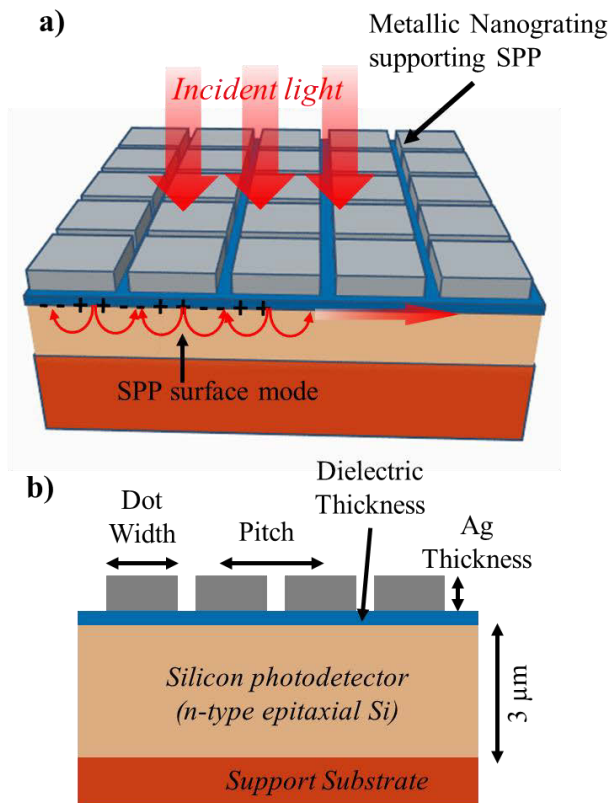 a)
Metallic Nanograting
supporting SPP
Incident light
- - + + - - + + - - + +
SPP surface mode
b)
Dielectric
Thickness
Dot
Width
Pitch
Ag
Thickness
Silicon photodetector
(n-type epitaxial Si)
3 µm
Support Substrate